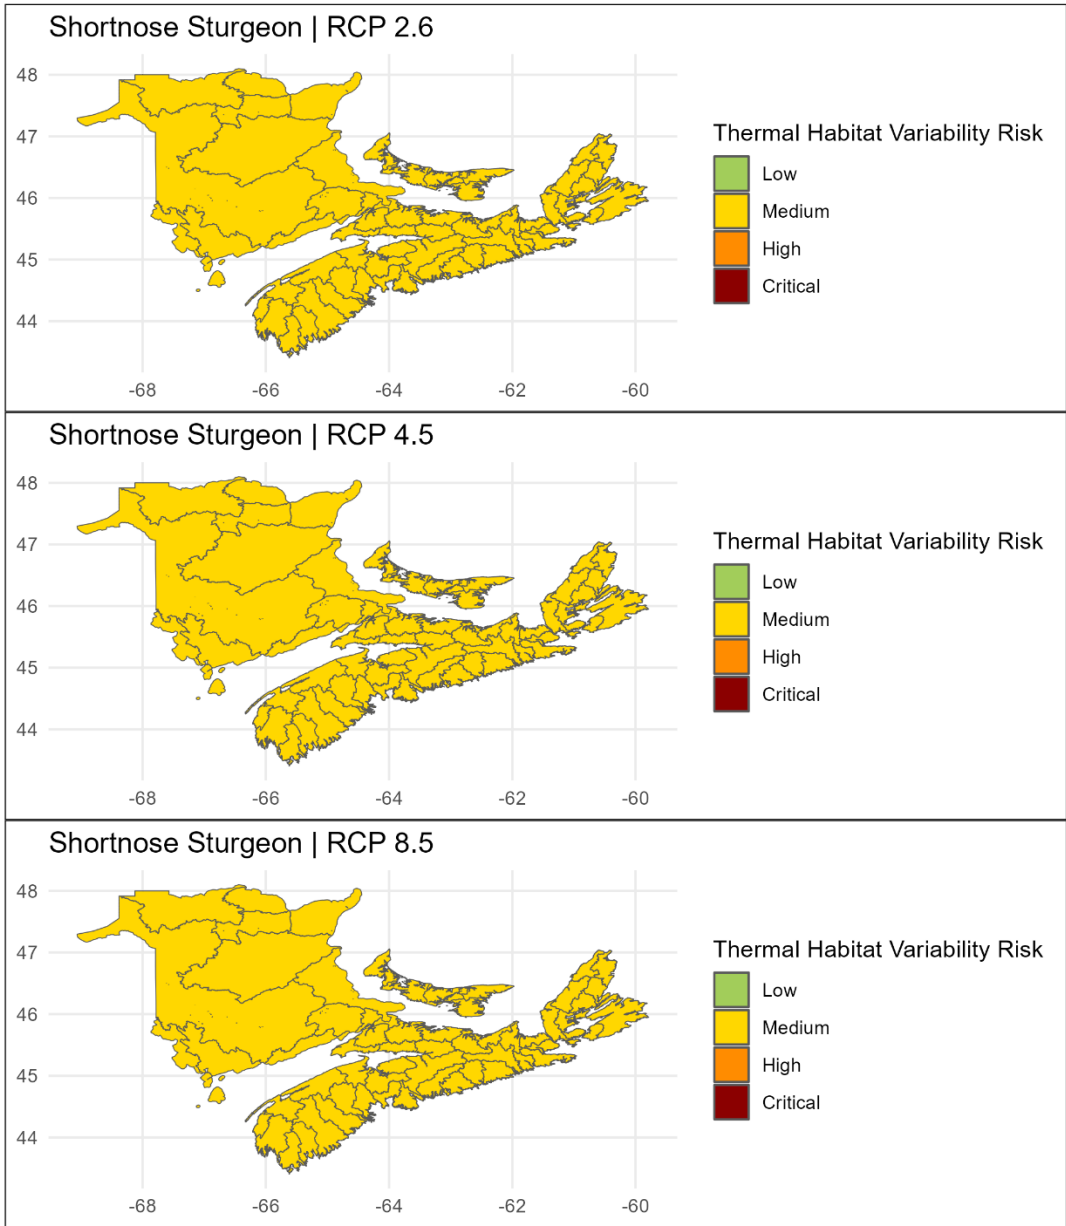 Shortnose Sturgeon | RCP 2.6
48
47
46
45
44
-68 -66 -64 -62 -60
Thermal Habitat Variability Risk
Low
Medium
High
Critical
Shortnose Sturgeon | RCP 4.5
48
47
46
45
44
-68 -66 -64 -62 -60
Thermal Habitat Variability Risk
Low
Medium
High
Critical
Shortnose Sturgeon | RCP 8.5
48
47
46
45
44
-68 -66 -64 -62 -60
Thermal Habitat Variability Risk
Low
Medium
High
Critical